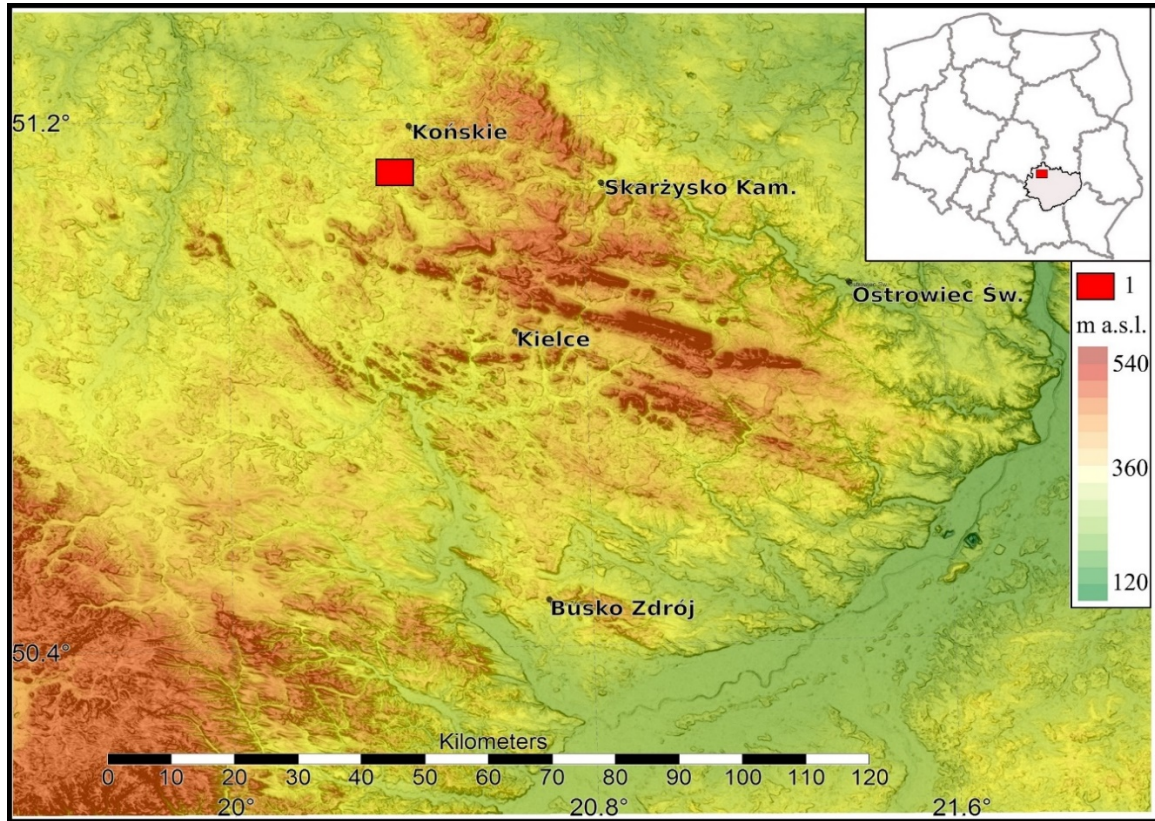 51.2°
Końskie
Skarżysko Kam.
1
Ostrowiec Św.
m a.s.l.
Kielce
540
360
120
Busko Zdrój
50.4°
Kilometers
0 10 20 30 40 50 60 70 80 90 100 110 120
20° 20.8° 21.6°